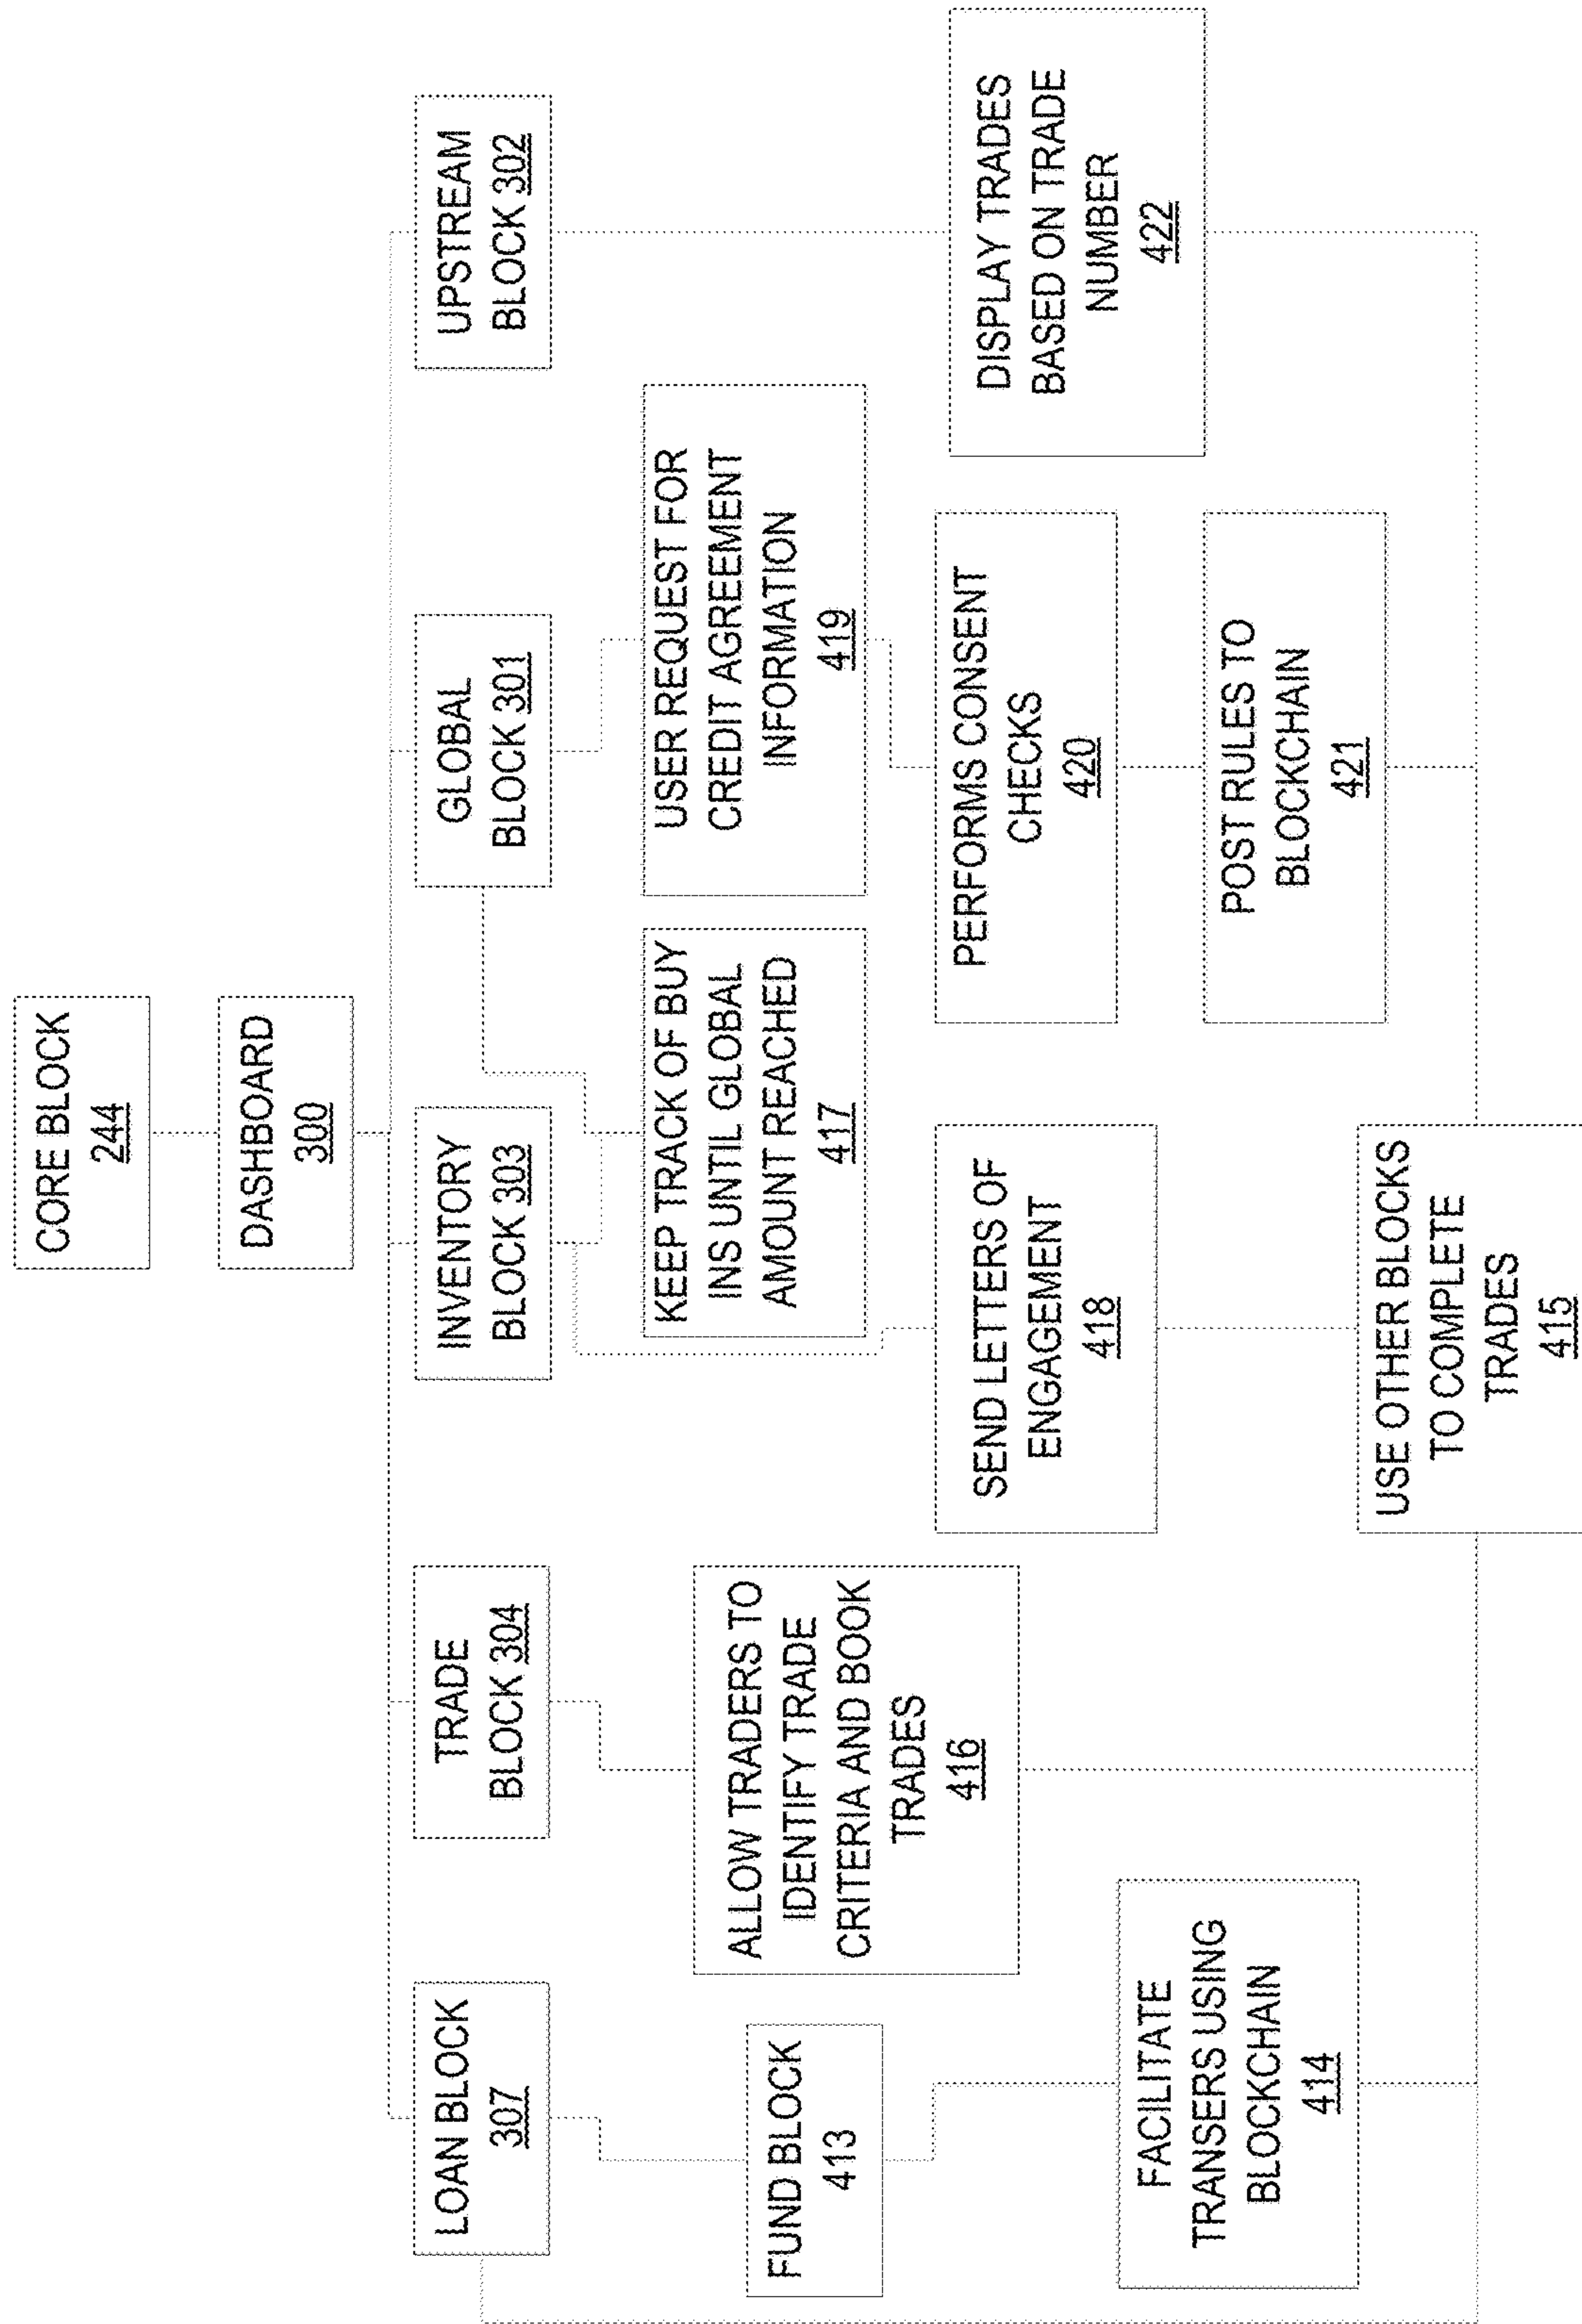 CORE BLOCK
244
DASHBOARD
300
LOAN BLOCK
307
TRADE
BLOCK 304
INVENTORY
BLOCK 303
GLOBAL
BLOCK 301
UPSTREAM
BLOCK 302
FUND BLOCK
413
ALLOW TRADERS TO
IDENTIFY TRADE
CRITERIA AND BOOK
TRADES
416
KEEP TRACK OF BUY
INS UNTIL GLOBAL
AMOUNT REACHED
417
USER REQUEST FOR
CREDIT AGREEMENT
INFORMATION
419
SEND LETTERS OF
ENGAGEMENT
418
PERFORMS CONSENT
CHECKS
420
DISPLAY TRADES
BASED ON TRADE
NUMBER
422
FACILITATE
TRANSERS USING
BLOCKCHAIN
414
POST RULES TO
BLOCKCHAIN
421
USE OTHER BLOCKS
TO COMPLETE
TRADES
415